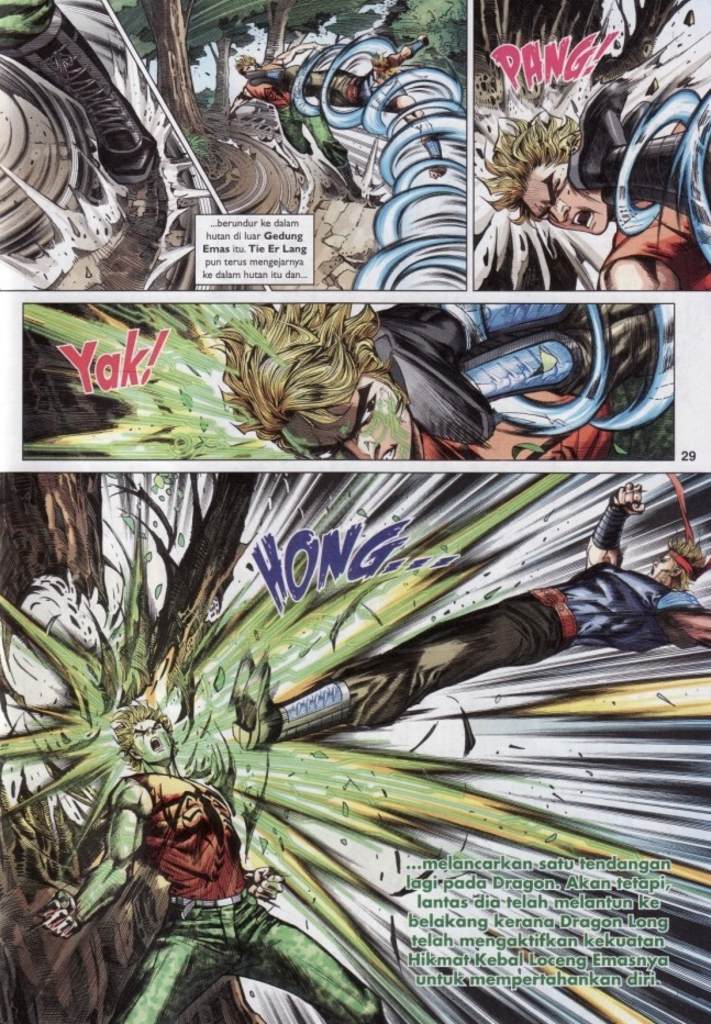 ...berundur ke dalam
hutan di luar Gedung
Emas itu. Tie Er Lang
pun terus mengejarnya
ke dalam hutan itu dan...
PANG!
Yak!
29
HONG...
...melancarkan satu tendangan
lagi pada Dragon. Akan tetapi,
lantas dia telah melantun ke
belakang kerana Dragon Long
telah mengaktifkan kekuatan
Hikmat Kebal Loceng Emasnya
untuk mempertahankan diri.